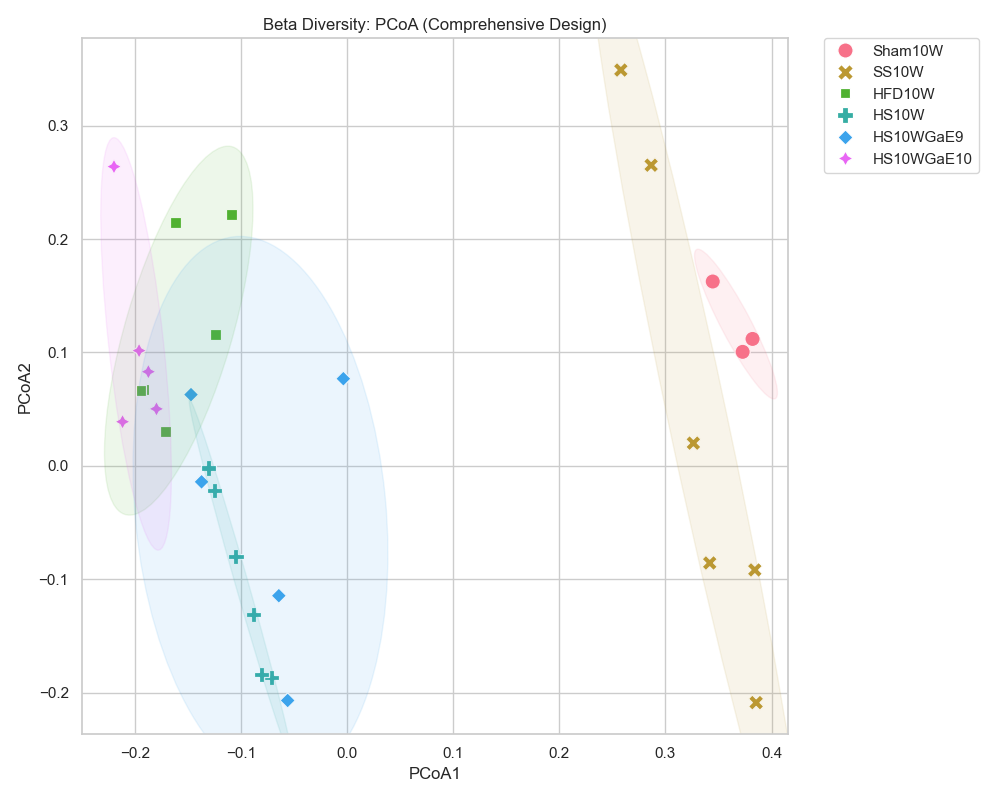 Beta Diversity: PCoA (Comprehensive Design)
Sham10W
SS10W
HFD10W
HS10W
HS10WGaE9
HS10WGaE10
PCoA2
0.3
0.2
0.1
0.0
−0.1
−0.2
−0.2
−0.1
0.0
0.1
0.2
0.3
0.4
PCoA1